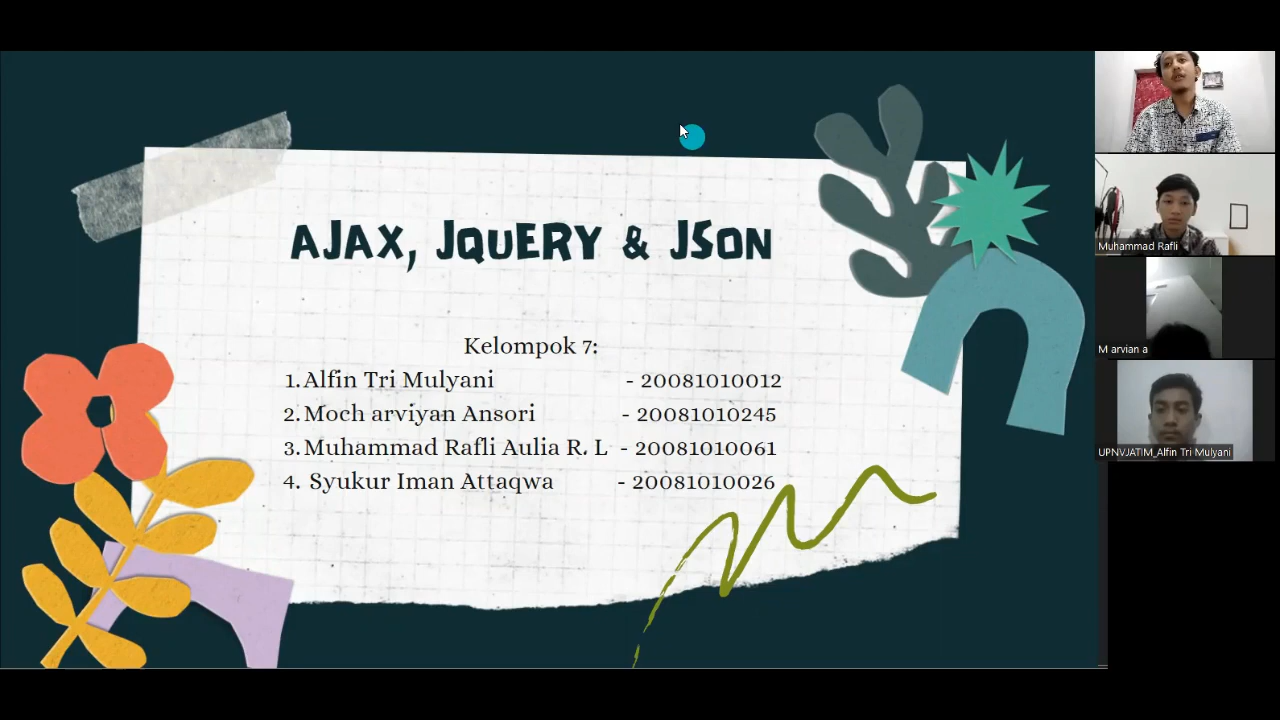 AJAX, JQUERY & JSON
Kelompok 7:
1. Alfin Tri Mulyani - 20081010012
2. Moch arviyan Ansori - 20081010245
3. Muhammad Rafli Aulia R. L - 20081010061
4. Syukur Iman Attaqwa - 20081010026
Muhammad Rafli
M arvian a
UPNVJATIM_Alfin Tri Mulyani